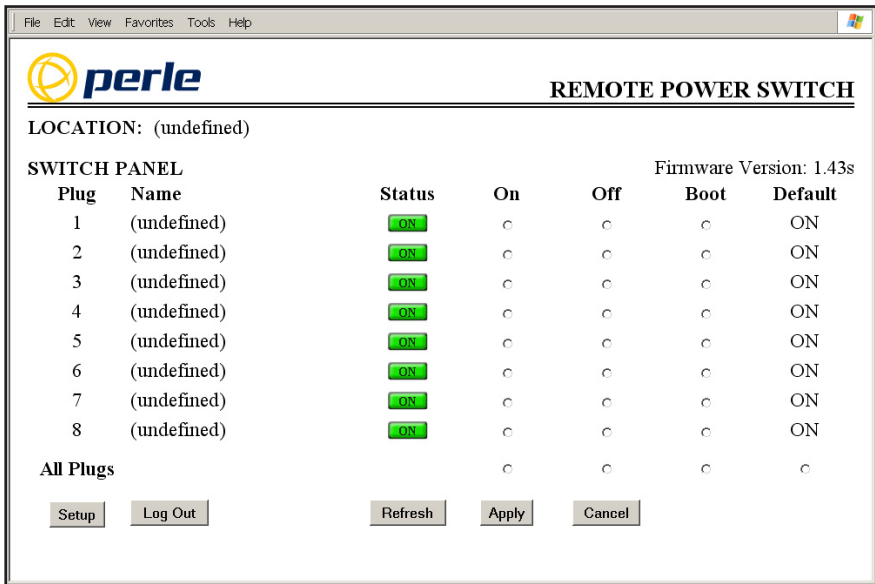 File Edit View Favorites Tools Help
perle
REMOTE POWER SWITCH
LOCATION: (undefined)
SWITCH PANEL Firmware Version: 1.43s
Plug Name Status On Off Boot Default
1 (undefined) ON ON
2 (undefined) ON ON
3 (undefined) ON ON
4 (undefined) ON ON
5 (undefined) ON ON
6 (undefined) ON ON
7 (undefined) ON ON
8 (undefined) ON ON
All Plugs
Setup Log Out Refresh Apply Cancel